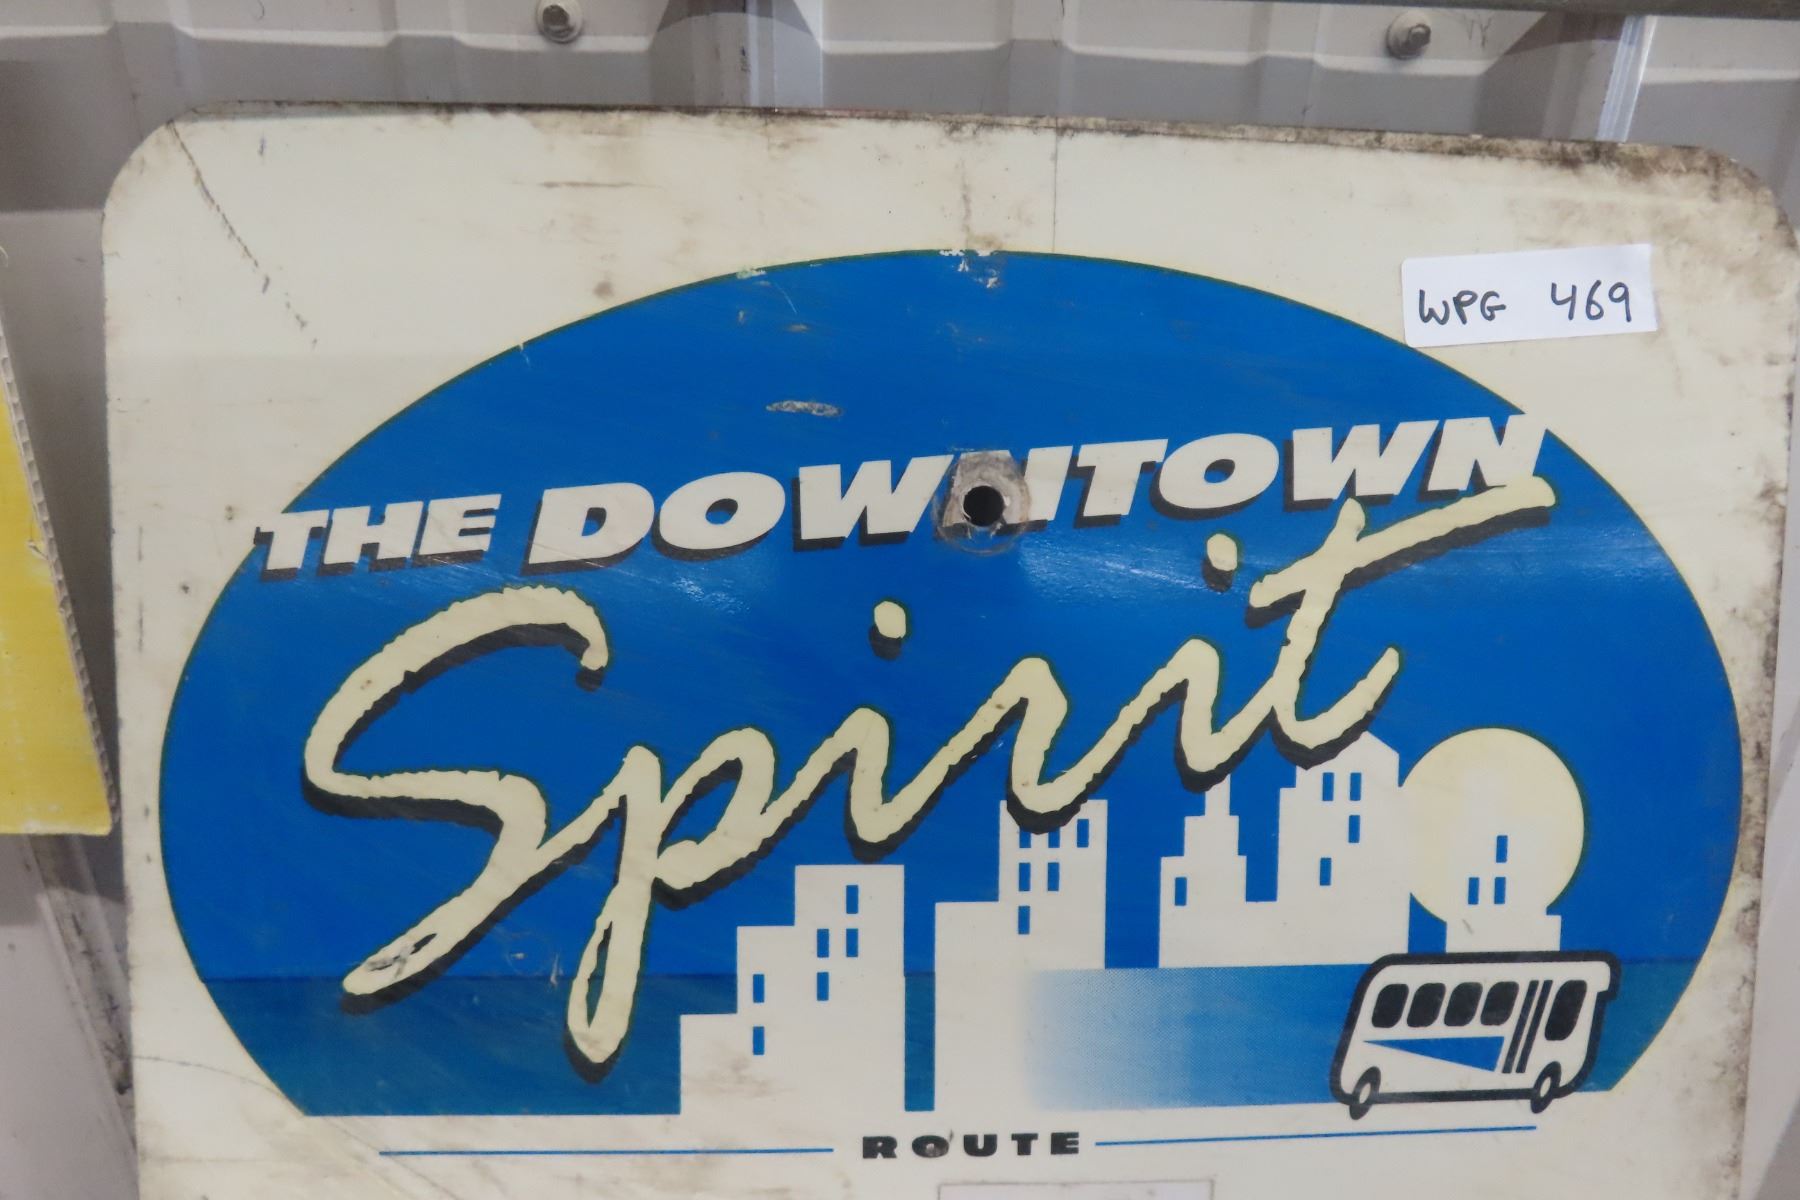 WPG 469
THE DOWNTOWN
Spirit
ROUTE